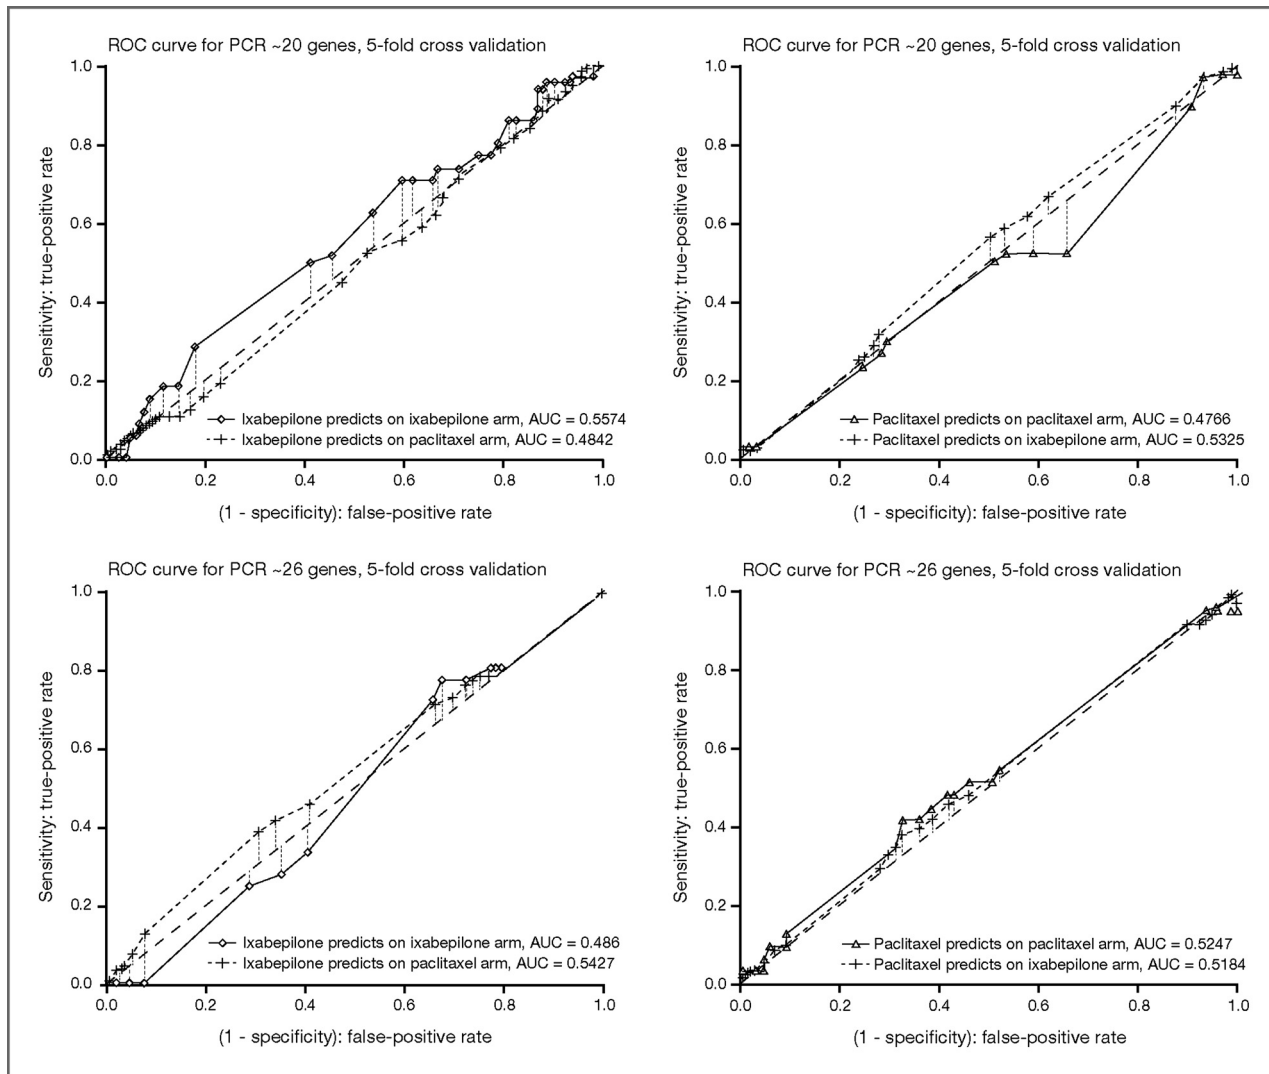 ROC curve for PCR ~20 genes, 5-fold cross validation
Sensitivity: true-positive rate
1.0
0.8
0.6
0.4
0.2
0.0
Ixabepilone predicts on ixabepilone arm, AUC = 0.5574
Ixabepilone predicts on paclitaxel arm, AUC = 0.4842
0.0 0.2 0.4 0.6 0.8 1.0
(1 - specificity): false-positive rate
ROC curve for PCR ~20 genes, 5-fold cross validation
Sensitivity: true-positive rate
1.0
0.8
0.6
0.4
0.2
0.0
Paclitaxel predicts on paclitaxel arm, AUC = 0.4766
Paclitaxel predicts on ixabepilone arm, AUC = 0.5325
0.0 0.2 0.4 0.6 0.8 1.0
(1 - specificity): false-positive rate
ROC curve for PCR ~26 genes, 5-fold cross validation
Sensitivity: true-positive rate
1.0
0.8
0.6
0.4
0.2
0.0
Ixabepilone predicts on ixabepilone arm, AUC = 0.486
Ixabepilone predicts on paclitaxel arm, AUC = 0.5427
0.0 0.2 0.4 0.6 0.8 1.0
(1 - specificity): false-positive rate
ROC curve for PCR ~26 genes, 5-fold cross validation
Sensitivity: true-positive rate
1.0
0.8
0.6
0.4
0.2
0.0
Paclitaxel predicts on paclitaxel arm, AUC = 0.5247
Paclitaxel predicts on ixabepilone arm, AUC = 0.5184
0.0 0.2 0.4 0.6 0.8 1.0
(1 - specificity): false-positive rate